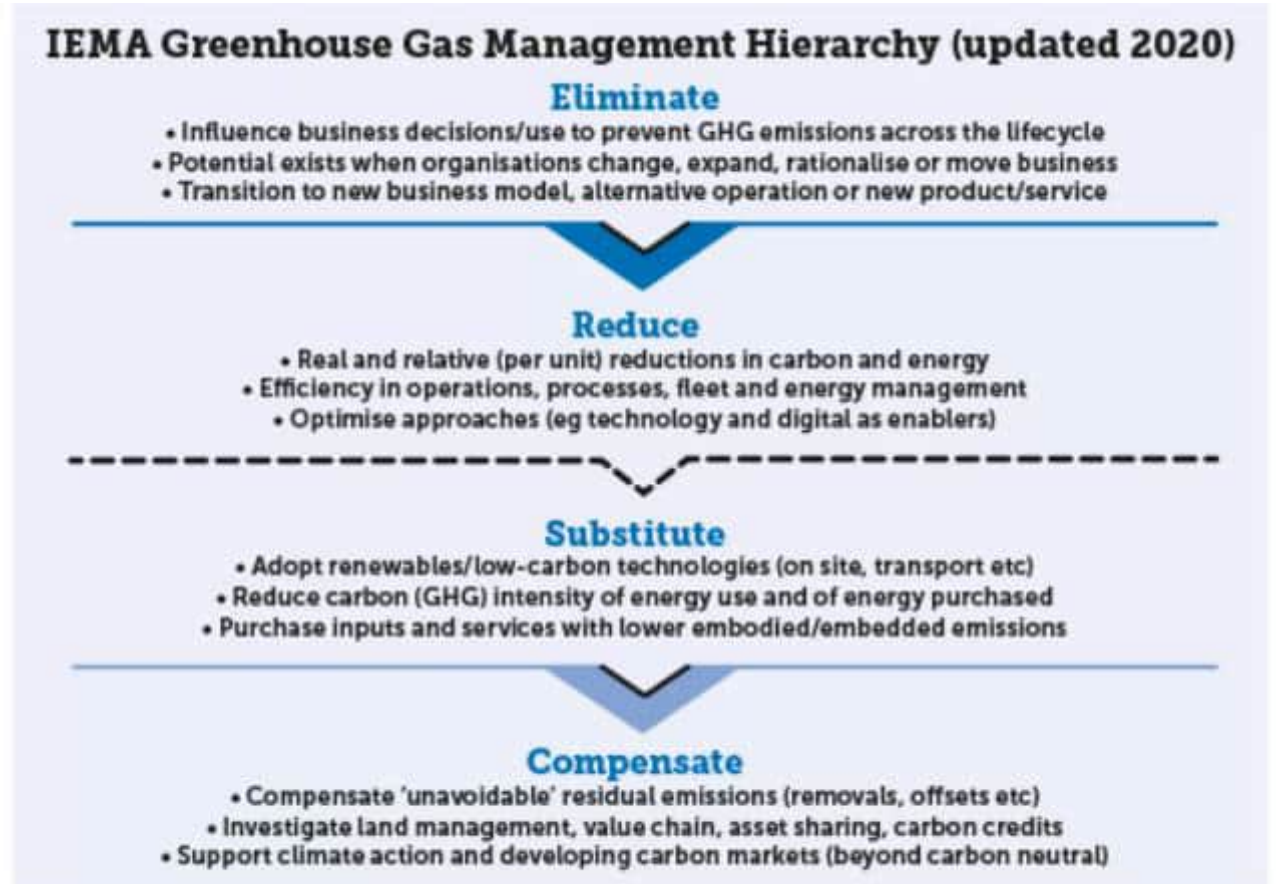 IEMA Greenhouse Gas Management Hierarchy (updated 2020)
Eliminate
• Influence business decisions/use to prevent GHG emissions across the lifecycle
• Potential exists when organisations change, expand, rationalise or move business
• Transition to new business model, alternative operation or new product/service
Reduce
• Real and relative (per unit) reductions in carbon and energy
• Efficiency in operations, processes, fleet and energy management
• Optimise approaches (eg technology and digital as enablers)
Substitute
• Adopt renewables/low-carbon technologies (on site, transport etc)
• Reduce carbon (GHG) intensity of energy use and of energy purchased
• Purchase inputs and services with lower embodied/embedded emissions
Compensate
• Compensate 'unavoidable' residual emissions (removals, offsets etc)
• Investigate land management, value chain, asset sharing, carbon credits
• Support climate action and developing carbon markets (beyond carbon neutral)